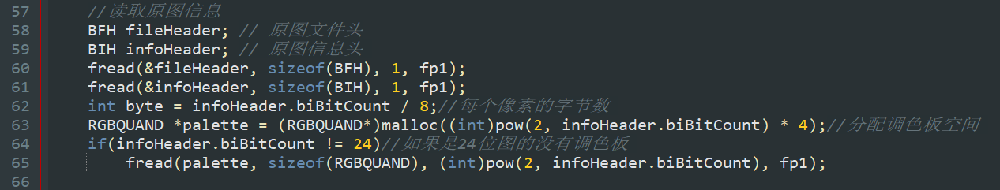 57 //读取原图信息
58 BFH fileHeader; // 原图文件头
59 BIH infoHeader; // 原图信息头
60 fread(&fileHeader, sizeof(BFH), 1, fp1);
61 fread(&infoHeader, sizeof(BIH), 1, fp1);
62 int byte = infoHeader.biBitCount / 8;//每个像素的字节数
63 RGBQUAND *palette = (RGBQUAND*)malloc((int)pow(2, infoHeader.biBitCount) * 4);//分配调色板空间
64 if(infoHeader.biBitCount != 24)//如果是24位图的没有调色板
65 fread(palette, sizeof(RGBQUAND), (int)pow(2, infoHeader.biBitCount), fp1);
66